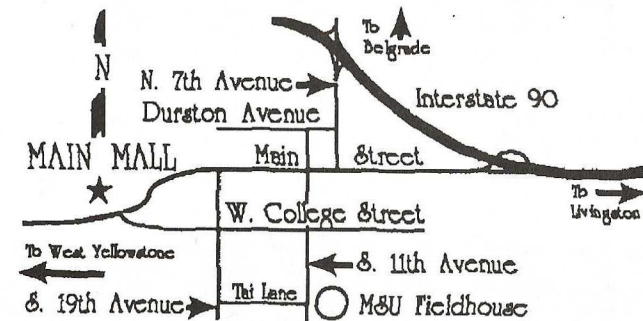 To
Belgrade
N
N. 7th Avenue
Interstate 90
Durston Avenue
MAIN MALL
Main Street
To
Livingston
W. College Street
To West Yellowstone
S. 11th Avenue
S. 19th Avenue
Tai Lane
MSU Fieldhouse